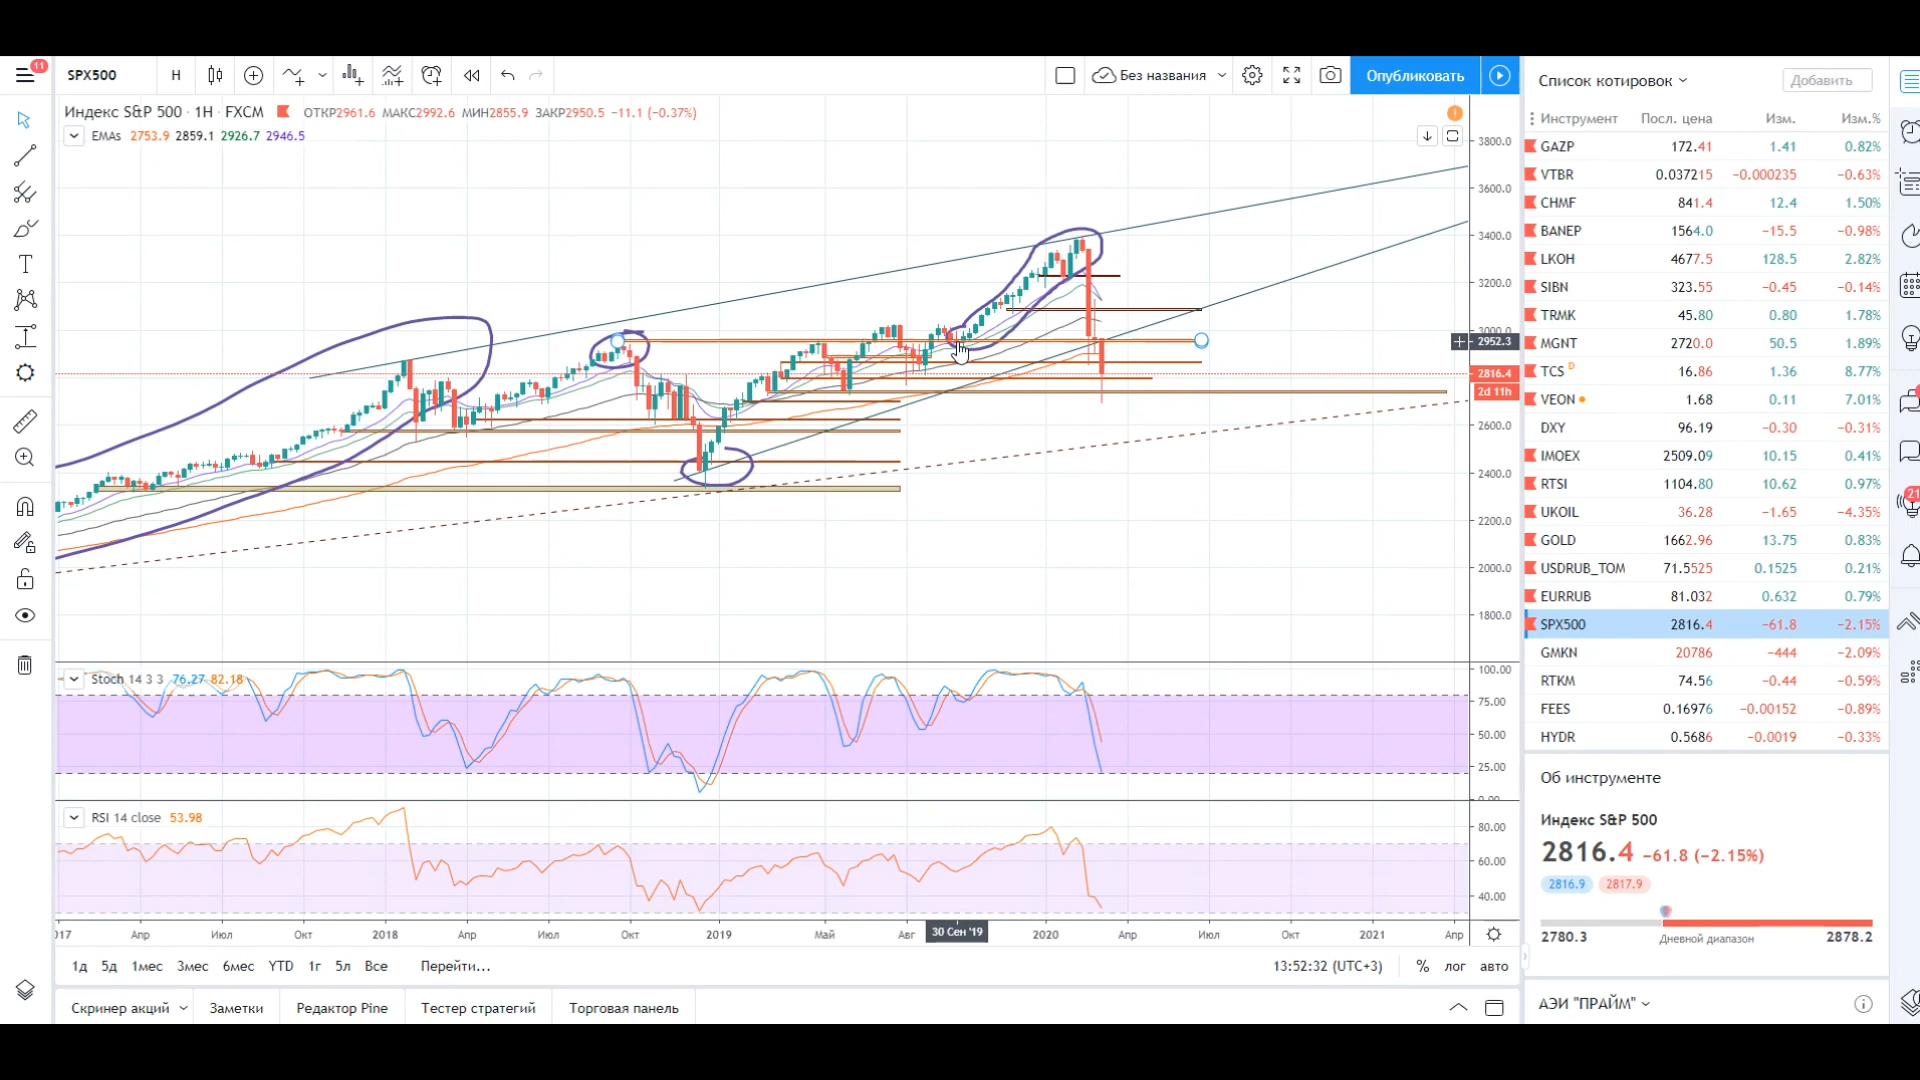 11
SPX500
Н
Без названия
Опубликовать
Индекс S&P 500 · 1Н · FXCM ОТКР2961.6 МАКС2992.6 МИН2855.9 ЗАКР2950.5 −11.1 (−0.37%)
EMAs 2753.9 2859.1 2926.7 2946.5
3800.0
3600.0
3400.0
3200.0
3000.0
2952.3
2816.4
2d 11h
2600.0
2400.0
2200.0
2000.0
1800.0
Stoch 14 3 3 76.27 82.18
100.00
75.00
50.00
25.00
0.00
RSI 14 close 53.98
80.00
60.00
40.00
Апр Июл Окт 2018 Апр Июл Окт 2019 Май Авг 30 Сен '19 2020 Апр Июл Окт 2021 Апр
1д 5д 1мес 3мес 6мес YTD 1г 5л Все Перейти... 13:52:32 (UTC+3) % лог авто
Скринер акций Заметки Редактор Pine Тестер стратегий Торговая панель
Список котировок Добавить
Инструмент Посл. цена Изм. Изм.%
GAZP 172.41 1.41 0.82%
VTBR 0.037215 −0.000235 −0.63%
CHMF 841.4 12.4 1.50%
BANEP 1564.0 −15.5 −0.98%
LKOH 4677.5 128.5 2.82%
SIBN 323.55 −0.45 −0.14%
TRMK 45.80 0.80 1.78%
MGNT 2720.0 50.5 1.89%
TCS D 16.86 1.36 8.77%
VEON 1.68 0.11 7.01%
DXY 96.19 −0.30 −0.31%
IMOEX 2509.09 10.15 0.41%
RTSI 1104.80 10.62 0.97%
UKOIL 36.28 −1.65 −4.35%
GOLD 1662.96 13.75 0.83%
USDRUB_TOM 71.5525 0.1525 0.21%
EURRUB 81.032 0.632 0.79%
SPX500 2816.4 −61.8 −2.15%
GMKN 20786 −444 −2.09%
RTKM 74.56 −0.44 −0.59%
FEES 0.16976 −0.00152 −0.89%
HYDR 0.5686 −0.0019 −0.33%
Об инструменте
Индекс S&P 500
2816.4 −61.8 (−2.15%)
2816.9 2817.9
2780.3 Дневной диапазон 2878.2
АЭИ "ПРАЙМ"
21